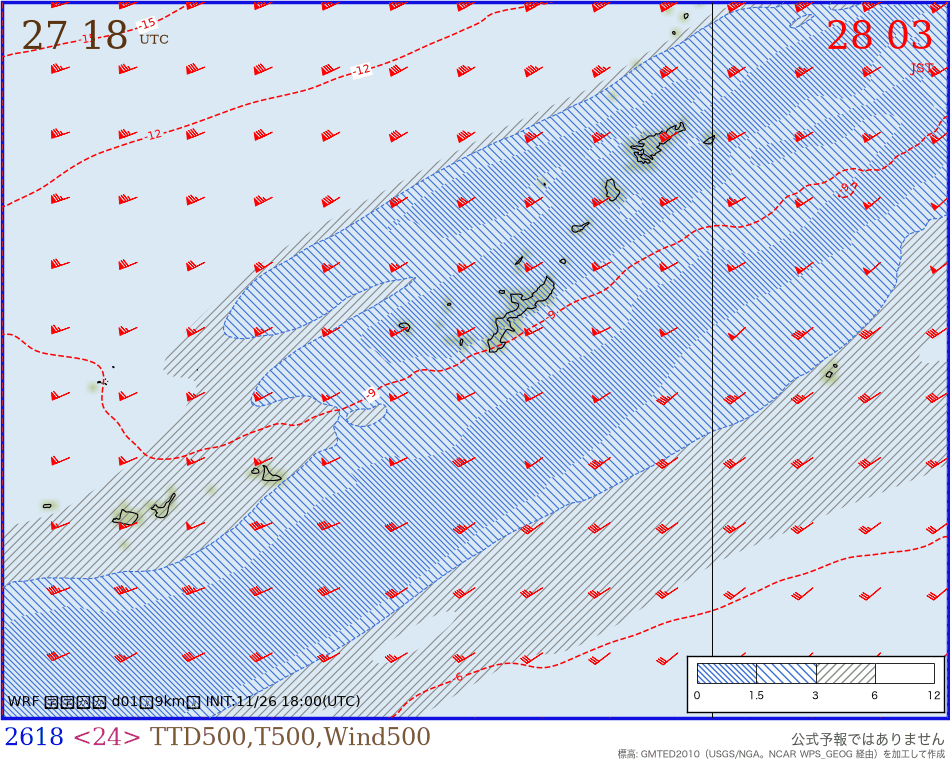 27 18 UTC
28 03
JST
-15
-15
-12
-12
-9.5
-9
-9
-6
WRF d01 9km INIT:11/26 18:00(UTC)
0 1.5 3 6 12
2618 <24> TTD500,T500,Wind500
公式予報ではありません
標高: GMTED2010（USGS/NGA。NCAR WPS_GEOG 経由）を加工して作成